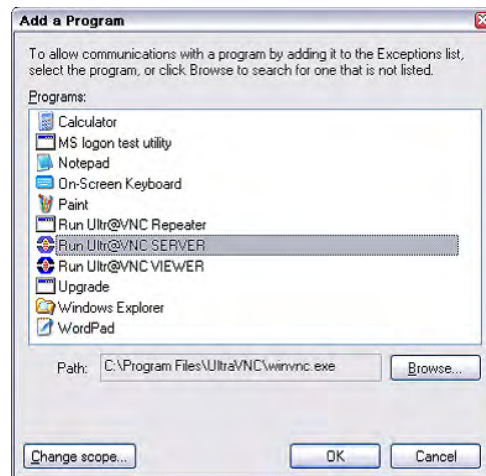 Add a Program
To allow communications with a program by adding it to the Exceptions list,
select the program, or click Browse to search for one that is not listed.
Programs:
Calculator
MS logon test utility
Notepad
On-Screen Keyboard
Paint
Run Ultr@VNC Repeater
Run Ultr@VNC SERVER
Run Ultr@VNC VIEWER
Upgrade
Windows Explorer
WordPad
Path: C:\Program Files\UltraVNC\winvnc.exe Browse...
Change scope... OK Cancel